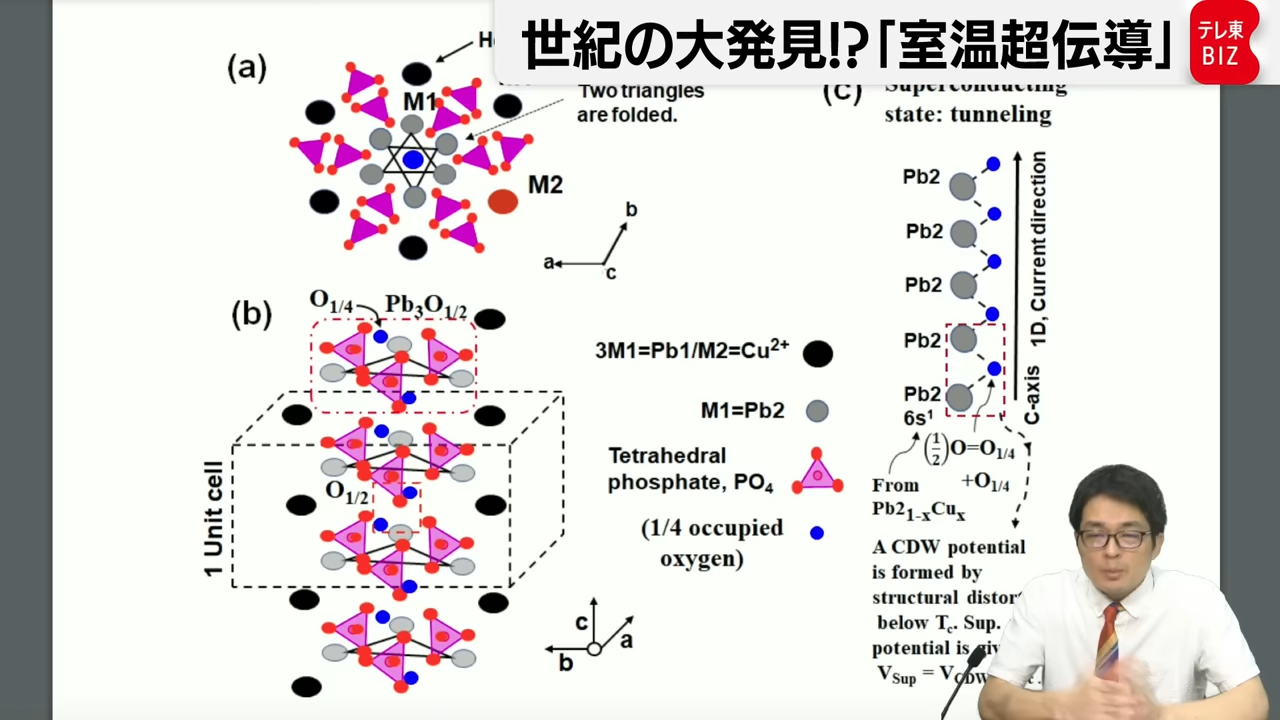 世紀の大発見!?「室温超伝導」
テレ東
BIZ
(a)
M1
Two triangles
are folded.
M2
b
a
c
(b)
O1/4
Pb3O1/2
O1/2
1 Unit cell
c
a
b
3M1=Pb1/M2=Cu2+
M1=Pb2
Tetrahedral
phosphate, PO4
(1/4 occupied
oxygen)
(c)
Superconducting
state: tunneling
Pb2
Pb2
Pb2
Pb2
Pb2
6s1
C-axis 1D, Current direction
(1/2)O=O1/4
+O1/4
From
Pb21-xCux
A CDW potential
is formed by
structural
below Tc. Sup.
potential is
VSup = VCDW